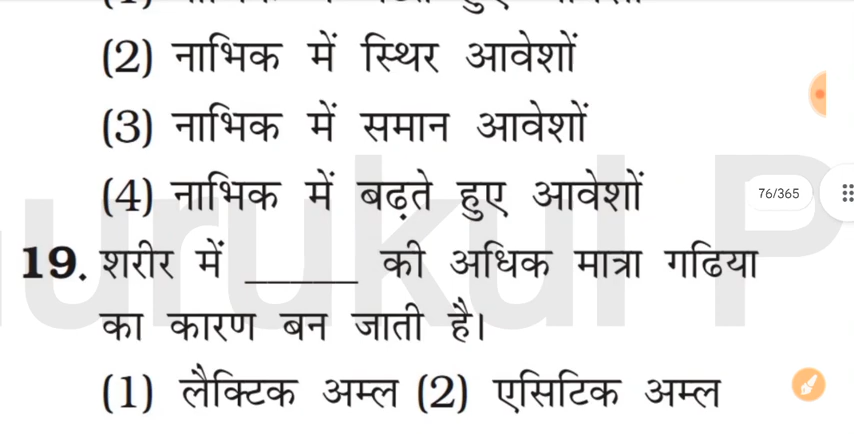 (2) नाभिक में स्थिर आवेशों
(3) नाभिक में समान आवेशों
(4) नाभिक में बढ़ते हुए आवेशों
76/365
19. शरीर में _____ की अधिक मात्रा गढिया
का कारण बन जाती है।
(1) लैक्टिक अम्ल (2) एसिटिक अम्ल